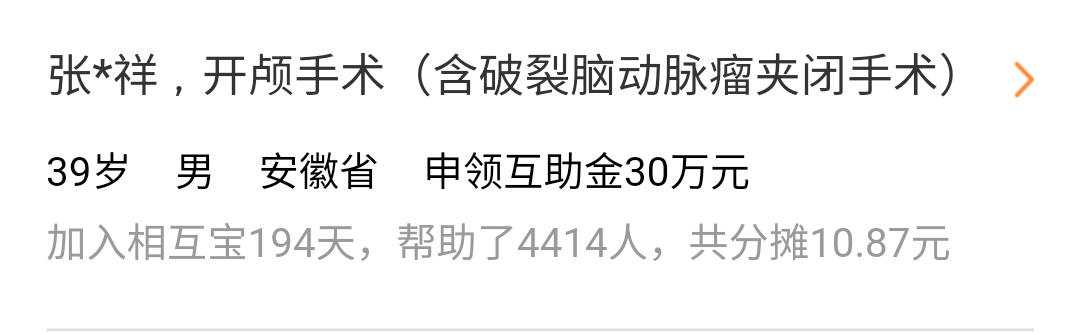 张*祥，开颅手术（含破裂脑动脉瘤夹闭手术）
39岁 男 安徽省 申领互助金30万元
加入相互宝194天，帮助了4414人，共分摊10.87元